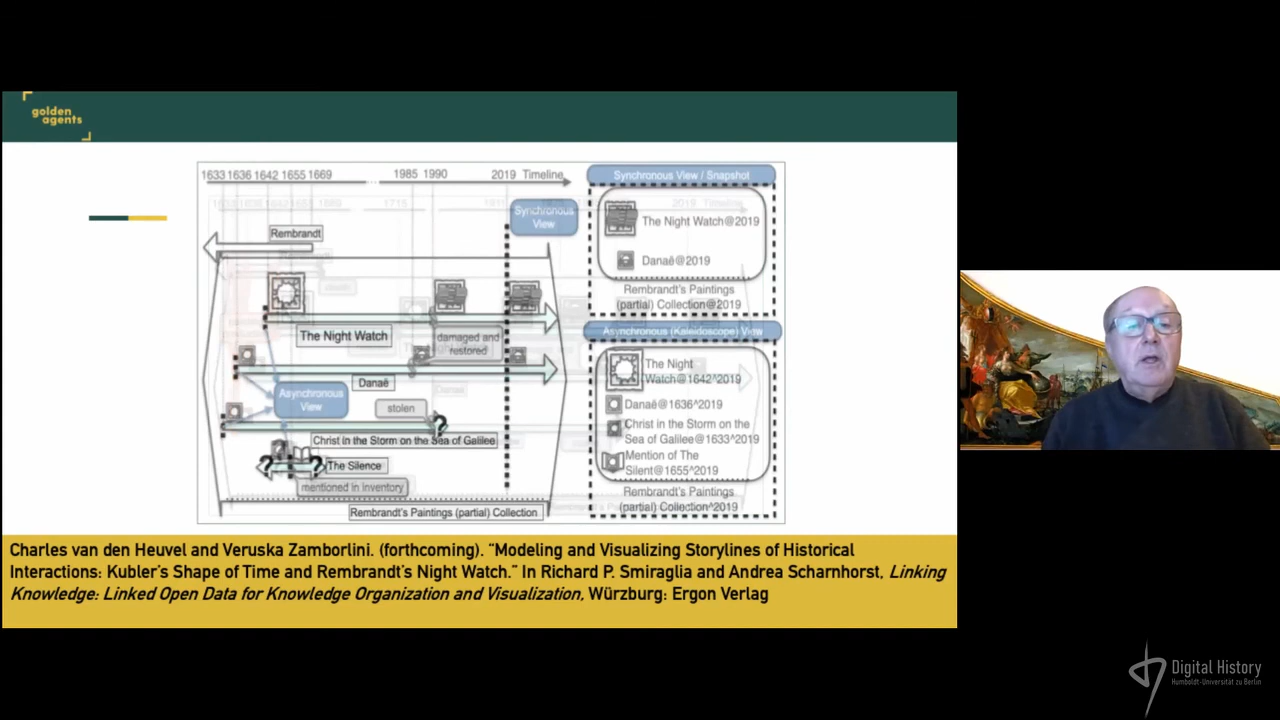 golden
agents
1633 1636 1642 1655 1669
1985 1990
2019 Timeline
Synchronous
View
Rembrandt
The Night Watch
damaged and
restored
Danaë
Asynchronous
View
stolen
?
Christ in the Storm on the Sea of Galilee
? ? The Silence
mentioned in inventory
Rembrandt's Paintings (partial) Collection
Synchronous View / Snapshot
The Night Watch@2019
Danaë@2019
Rembrandt's Paintings
(partial) Collection@2019
Asynchronous (Kaleidoscope) View
The Night
Watch@1642^2019
Danaë@1636^2019
Christ in the Storm on the
Sea of Galilee@1633^2019
Mention of The
Silent@1655^2019
Rembrandt's Paintings
(partial) Collection^2019
Charles van den Heuvel and Veruska Zamborlini. (forthcoming). "Modeling and Visualizing Storylines of Historical
Interactions: Kubler's Shape of Time and Rembrandt's Night Watch." In Richard P. Smiraglia and Andrea Scharnhorst, Linking
Knowledge: Linked Open Data for Knowledge Organization and Visualization, Würzburg: Ergon Verlag
Digital History
Humboldt-Universität zu Berlin